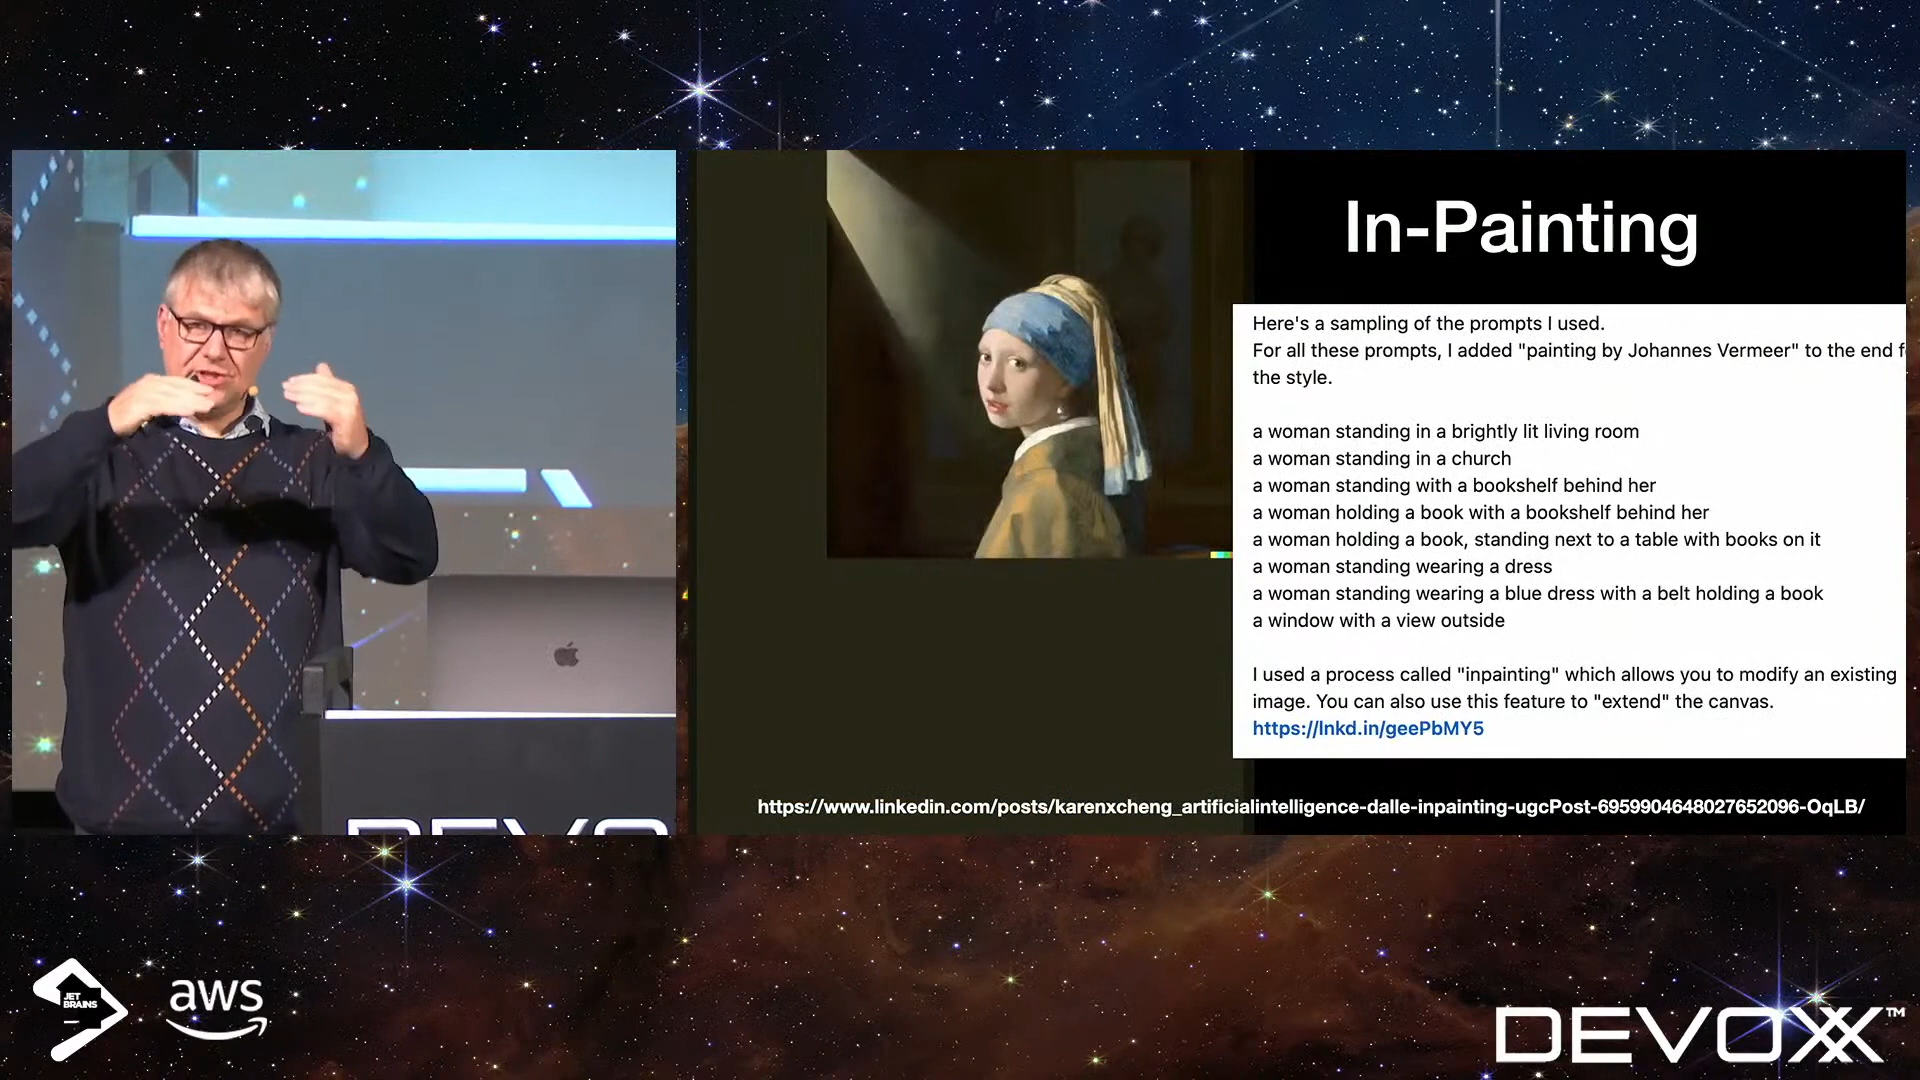 In-Painting
Here's a sampling of the prompts I used.
For all these prompts, I added "painting by Johannes Vermeer" to the end f
the style.
a woman standing in a brightly lit living room
a woman standing in a church
a woman standing with a bookshelf behind her
a woman holding a book with a bookshelf behind her
a woman holding a book, standing next to a table with books on it
a woman standing wearing a dress
a woman standing wearing a blue dress with a belt holding a book
a window with a view outside
I used a process called "inpainting" which allows you to modify an existing
image. You can also use this feature to "extend" the canvas.
https://lnkd.in/geePbMY5
https://www.linkedin.com/posts/karenxcheng_artificialintelligence-dalle-inpainting-ugcPost-6959904648027652096-OqLB/
DEVO
JET
BRAINS
aws
DEVOXX™